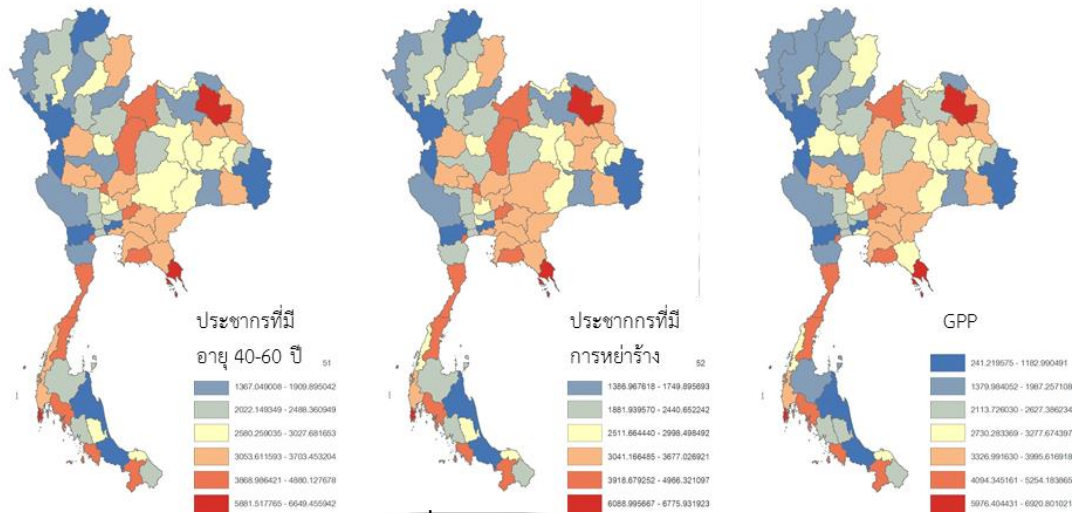 ประชากรที่มี
อายุ 40-60 ปี
51
1367.049008 - 1909.895042
2022.149349 - 2488.360949
2580.258035 - 3027.681653
3053.611593 - 3703.453204
3868.986421 - 4880.127678
5881.517765 - 6649.455942
ประชากกรที่มี
การหย่าร้าง
52
1386.967618 - 1749.895693
1881.939570 - 2440.652242
2511.664440 - 2998.498492
3041.166485 - 3677.026921
3918.679252 - 4966.321097
6088.995667 - 6775.931923
GPP
241.219575 - 1182.990491
1379.984052 - 1987.257108
2113.726030 - 2627.386234
2730.283369 - 3277.674397
3326.991630 - 3995.616918
4094.345161 - 5254.183865
5976.404431 - 6920.801021